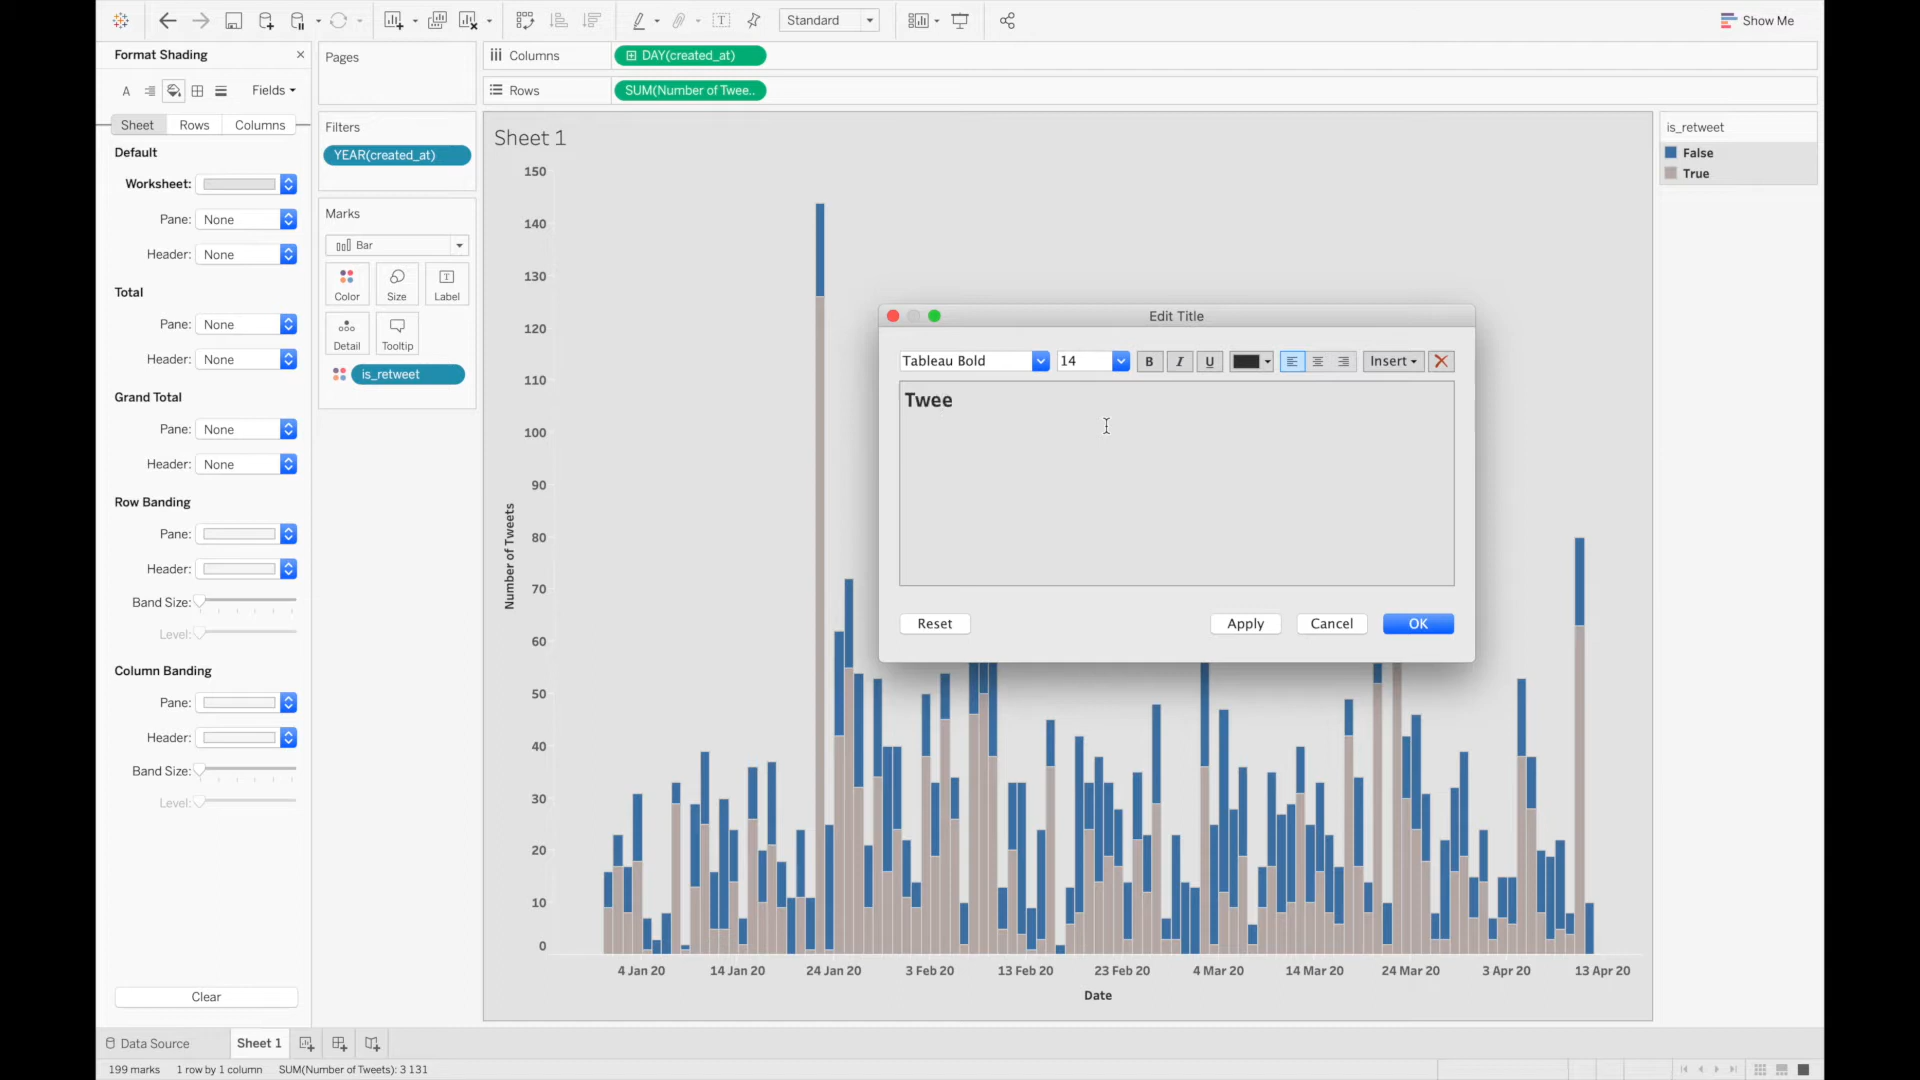 Standard
Show Me
Format Shading
Fields
Sheet Rows Columns
Default
Worksheet:
Pane: None
Header: None
Total
Pane: None
Header: None
Grand Total
Pane: None
Header: None
Row Banding
Pane:
Header:
Band Size:
Level:
Column Banding
Pane:
Header:
Band Size:
Level:
Clear
Pages
Filters
YEAR(created_at)
Marks
Bar
Color Size Label
Detail Tooltip
is_retweet
Columns DAY(created_at)
Rows SUM(Number of Twee..
Sheet 1
150
140
130
120
110
100
90
80
70
60
50
40
30
20
10
0
Number of Tweets
4 Jan 20 14 Jan 20 24 Jan 20 3 Feb 20 13 Feb 20 23 Feb 20 4 Mar 20 14 Mar 20 24 Mar 20 3 Apr 20 13 Apr 20
Date
Edit Title
Tableau Bold 14 B I U Insert
Twee
Reset Apply Cancel OK
is_retweet
False
True
Data Source Sheet 1
199 marks 1 row by 1 column SUM(Number of Tweets): 3 131